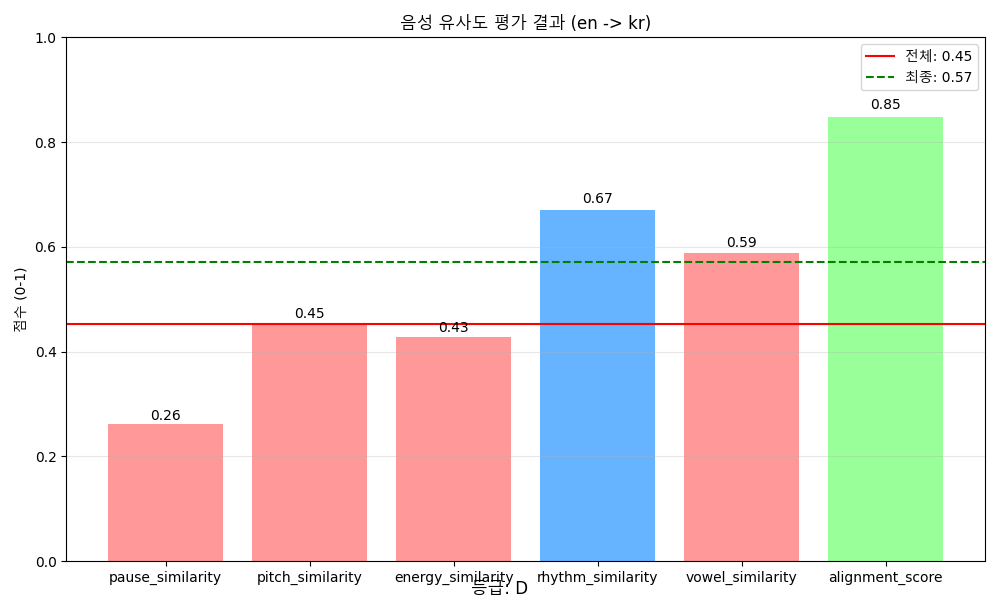 음성 유사도 평가 결과 (en -> kr)
전체: 0.45
최종: 0.57
점수 (0-1)
1.0
0.8
0.6
0.4
0.2
0.0
0.26
0.45
0.43
0.67
0.59
0.85
pause_similarity
pitch_similarity
energy_similarity
rhythm_similarity
vowel_similarity
alignment_score
등급: D